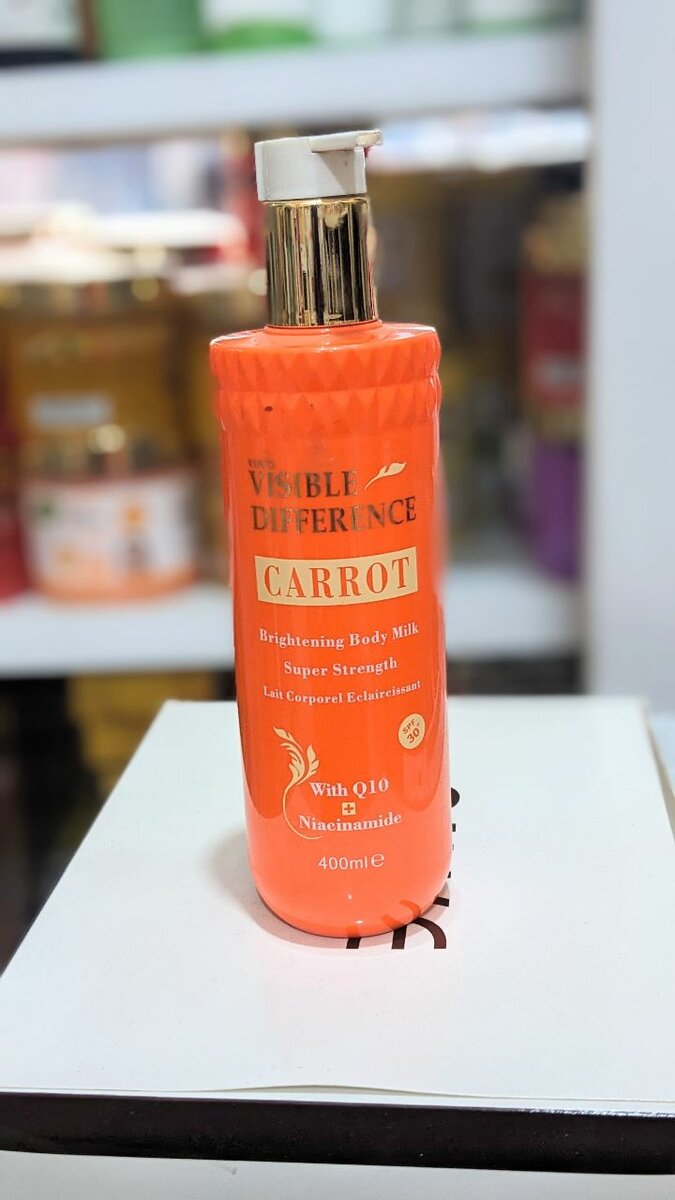 VISIBLE
DIFFERENCE
CARROT
Brightening Body Milk
Super Strength
Lait Corporel Eclaircissant
SPF
30+
With Q10
+
Niacinamide
400ml e